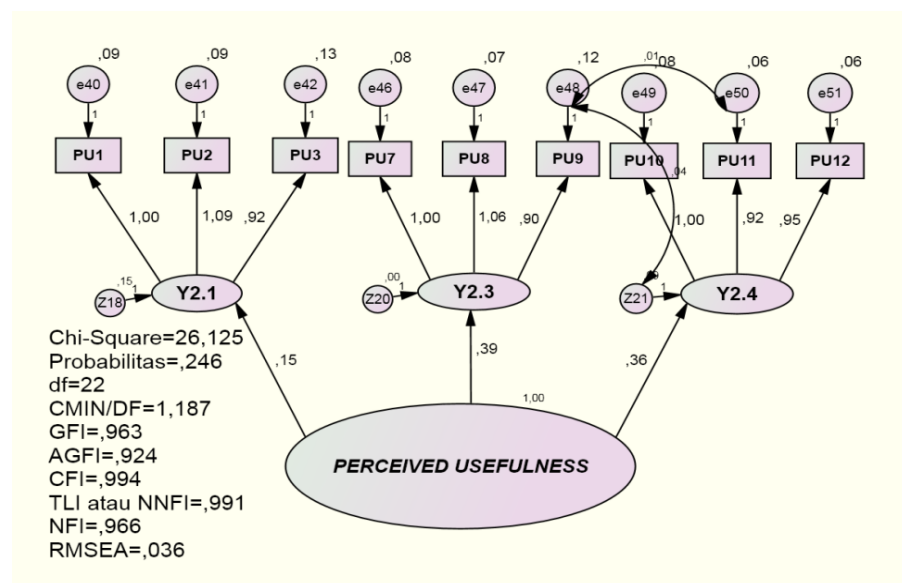 ,09 ,09 ,13 ,08 ,07 ,12 ,01 ,08 ,06 ,06
e40 e41 e42 e46 e47 e48 e49 e50 e51
1 1 1 1 1 1 1 1 1
PU1 PU2 PU3 PU7 PU8 PU9 PU10 PU11 PU12
,04
1,00 1,09 ,92 1,00 1,06 ,90 1,00 ,92 ,95
,15 ,00
Z18 1 Y2.1 Z20 1 Y2.3 Z21 1 Y2.4
,15 ,39 ,36
1,00
PERCEIVED USEFULNESS
Chi-Square=26,125
Probabilitas=,246
df=22
CMIN/DF=1,187
GFI=,963
AGFI=,924
CFI=,994
TLI atau NNFI=,991
NFI=,966
RMSEA=,036